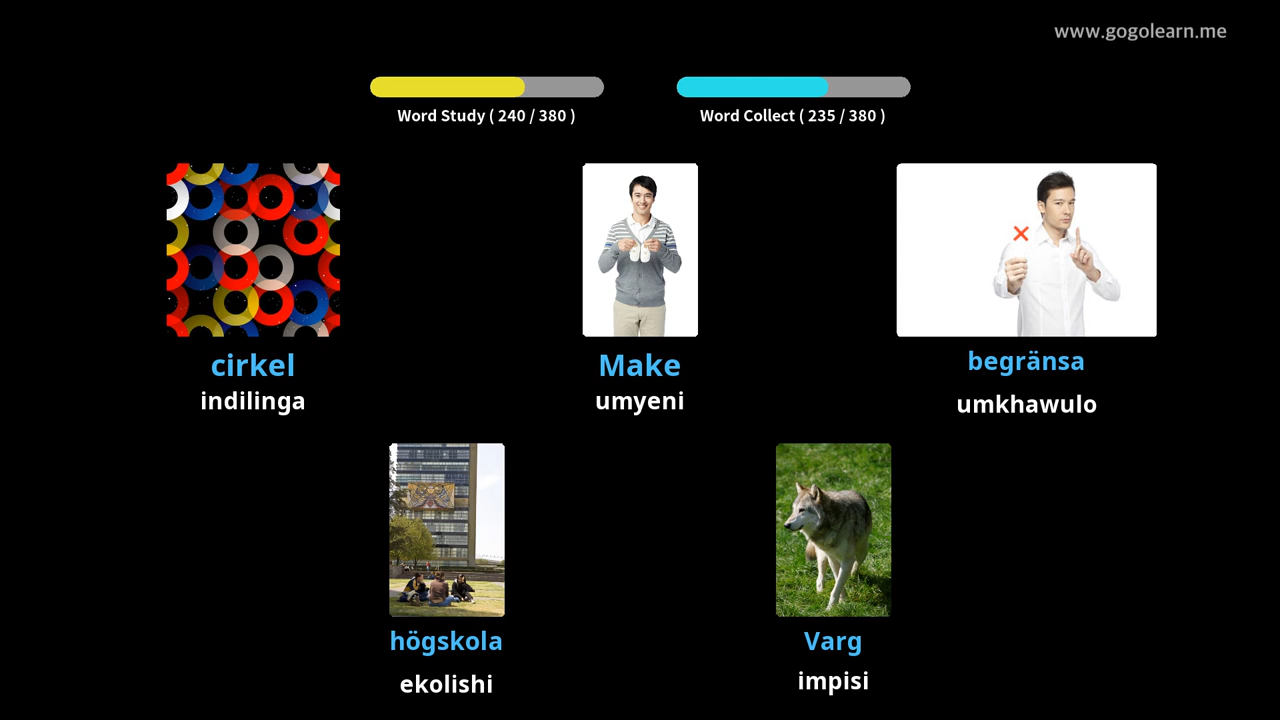 www.gogolearn.me
Word Study ( 240 / 380 )
Word Collect ( 235 / 380 )
cirkel
indilinga
Make
umyeni
begränsa
umkhawulo
högskola
ekolishi
Varg
impisi